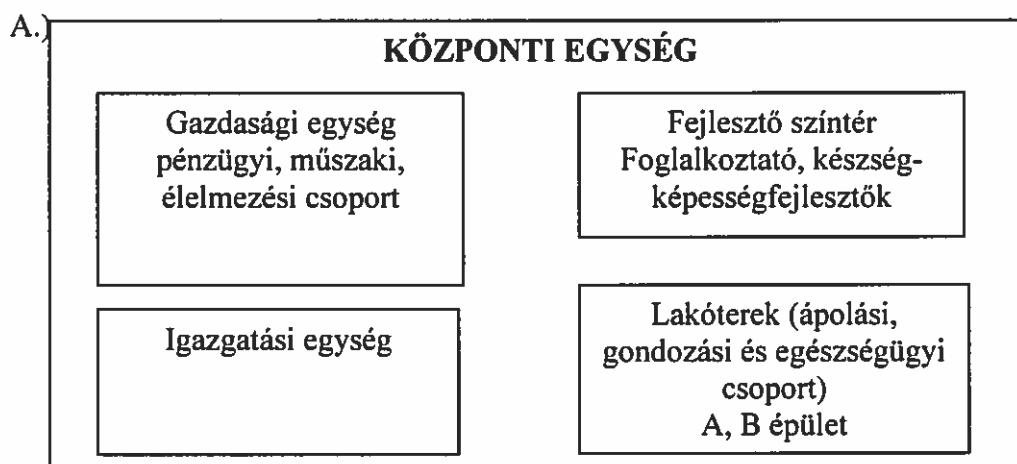 A.)
KÖZPONTI EGYSÉG
Gazdasági egység
pénzügyi, műszaki,
élelmezési csoport
Fejlesztő színtér
Foglalkoztató, készség-
képességfejlesztők
Igazgatási egység
Lakóterek (ápolási,
gondozási és egészségügyi
csoport)
A, B épület